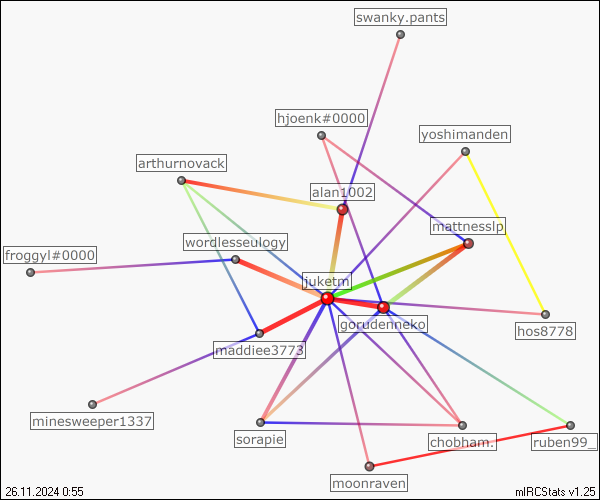 swanky.pants
hjoenk#0000
yoshimanden
arthurnovack
alan1002
mattnesslp
wordlesseulogy
froggyl#0000
juketm
gorudenneko
hos8778
maddiee3773
minesweeper1337
sorapie
chobham.
ruben99_
moonraven
26.11.2024 0:55
mIRCStats v1.25